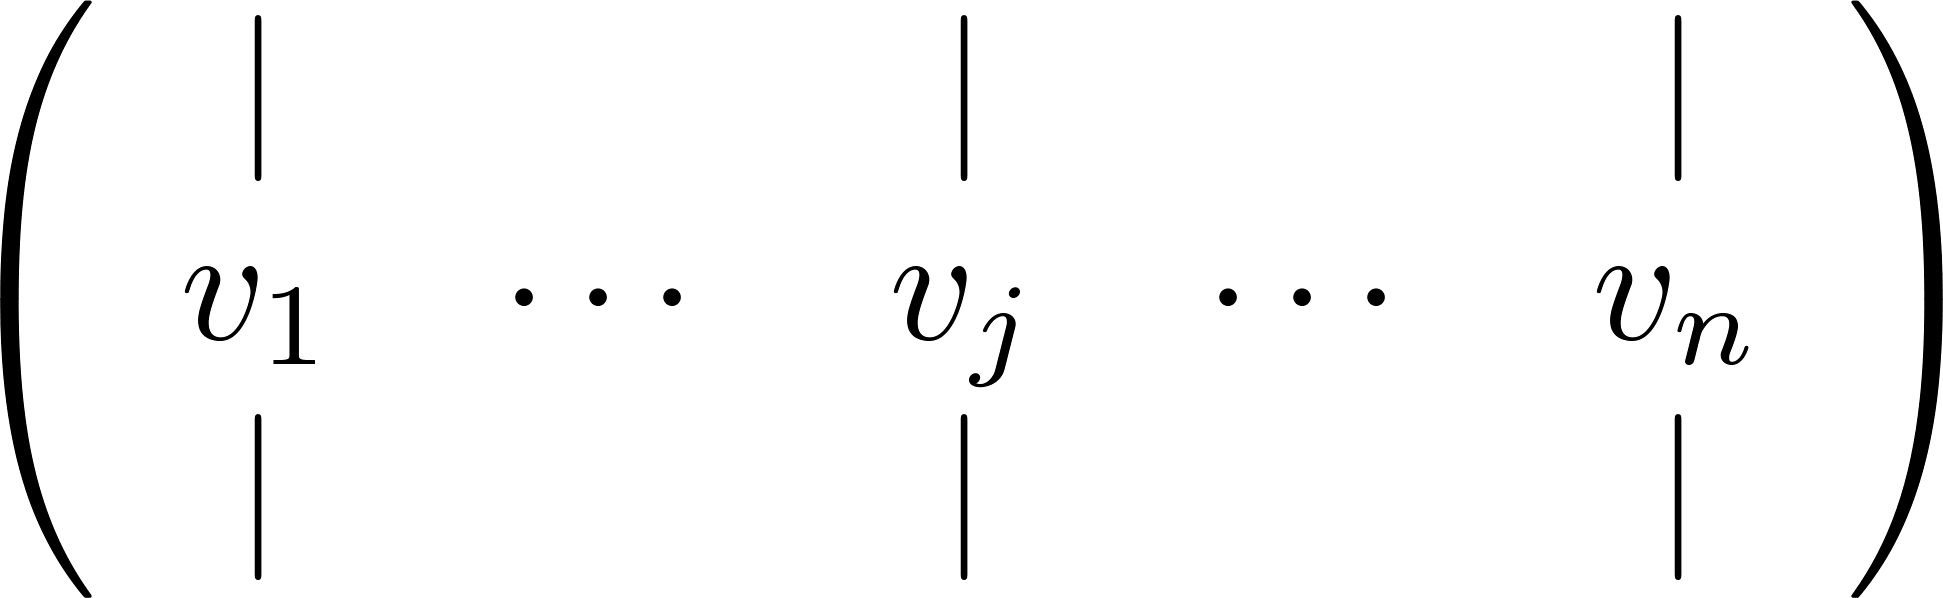 ( | | | )
v₁ ⋯ vⱼ ⋯ vₙ
| | |